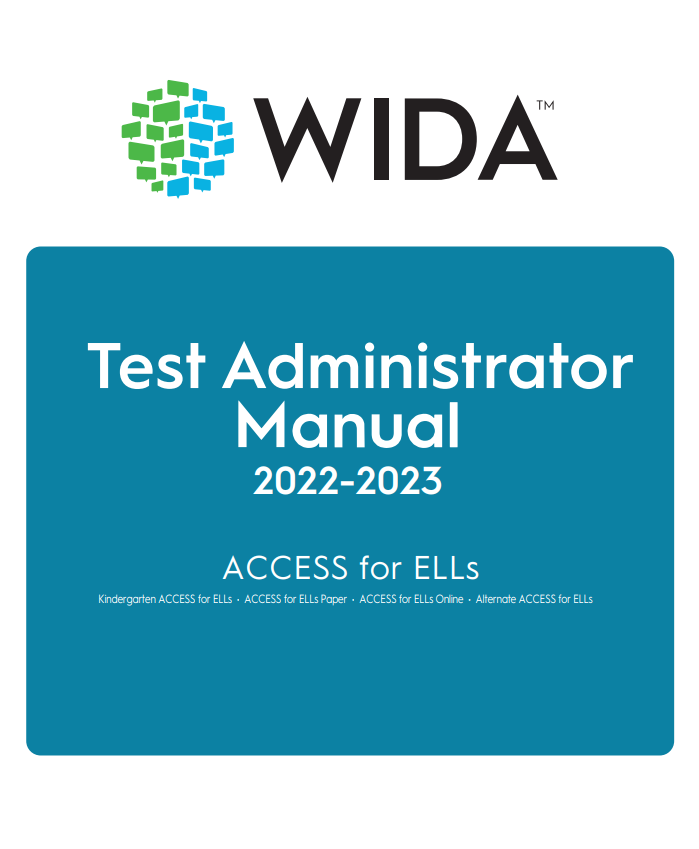 WIDA™
Test Administrator
Manual
2022-2023
ACCESS for ELLs
Kindergarten ACCESS for ELLs • ACCESS for ELLs Paper • ACCESS for ELLs Online • Alternate ACCESS for ELLs